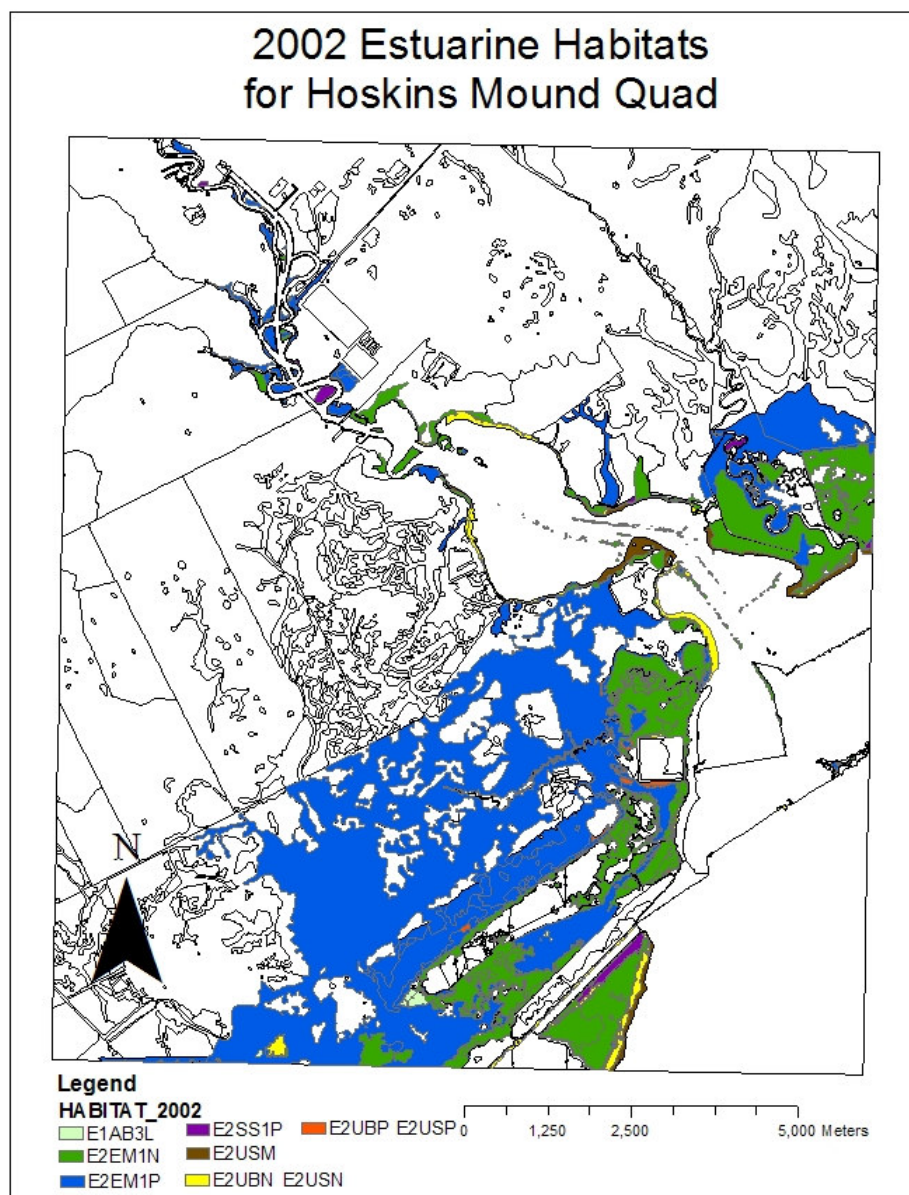 2002 Estuarine Habitats
for Hoskins Mound Quad
N
Legend
HABITAT_2002
E1AB3L E2SS1P E2UBP E2USP
E2EM1N E2USM
E2EM1P E2UBN E2USN
0 1,250 2,500 5,000 Meters